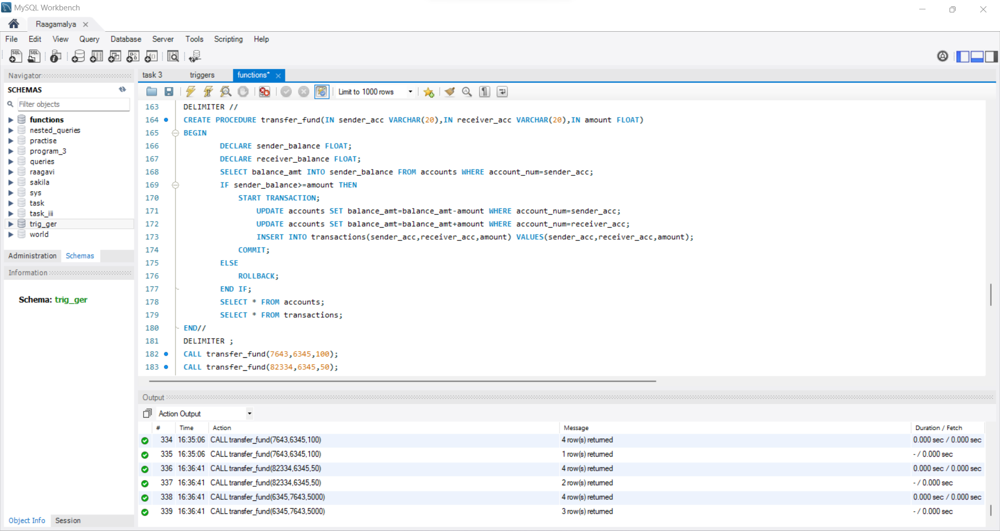 MySQL Workbench
Raagamalya
File Edit View Query Database Server Tools Scripting Help
Navigator
SCHEMAS
Filter objects
functions
nested_queries
practise
program_3
queries
raagavi
sakila
sys
task
task_iii
trig_ger
world
Administration Schemas
Information
Schema: trig_ger
Object Info Session
task 3 triggers functions*
Limit to 1000 rows
163 DELIMITER //
164 CREATE PROCEDURE transfer_fund(IN sender_acc VARCHAR(20),IN receiver_acc VARCHAR(20),IN amount FLOAT)
165 BEGIN
166 DECLARE sender_balance FLOAT;
167 DECLARE receiver_balance FLOAT;
168 SELECT balance_amt INTO sender_balance FROM accounts WHERE account_num=sender_acc;
169 IF sender_balance>=amount THEN
170 START TRANSACTION;
171 UPDATE accounts SET balance_amt=balance_amt-amount WHERE account_num=sender_acc;
172 UPDATE accounts SET balance_amt=balance_amt+amount WHERE account_num=receiver_acc;
173 INSERT INTO transactions(sender_acc,receiver_acc,amount) VALUES(sender_acc,receiver_acc,amount);
174 COMMIT;
175 ELSE
176 ROLLBACK;
177 END IF;
178 SELECT * FROM accounts;
179 SELECT * FROM transactions;
180 END//
181 DELIMITER ;
182 CALL transfer_fund(7643,6345,100);
183 CALL transfer_fund(82334,6345,50);
Output
Action Output
# Time Action Message Duration / Fetch
334 16:35:06 CALL transfer_fund(7643,6345,100) 4 row(s) returned 0.000 sec / 0.000 sec
335 16:35:06 CALL transfer_fund(7643,6345,100) 1 row(s) returned - / 0.000 sec
336 16:36:41 CALL transfer_fund(82334,6345,50) 4 row(s) returned 0.000 sec / 0.000 sec
337 16:36:41 CALL transfer_fund(82334,6345,50) 2 row(s) returned - / 0.000 sec
338 16:36:41 CALL transfer_fund(6345,7643,5000) 4 row(s) returned 0.000 sec / 0.000 sec
339 16:36:41 CALL transfer_fund(6345,7643,5000) 3 row(s) returned - / 0.000 sec